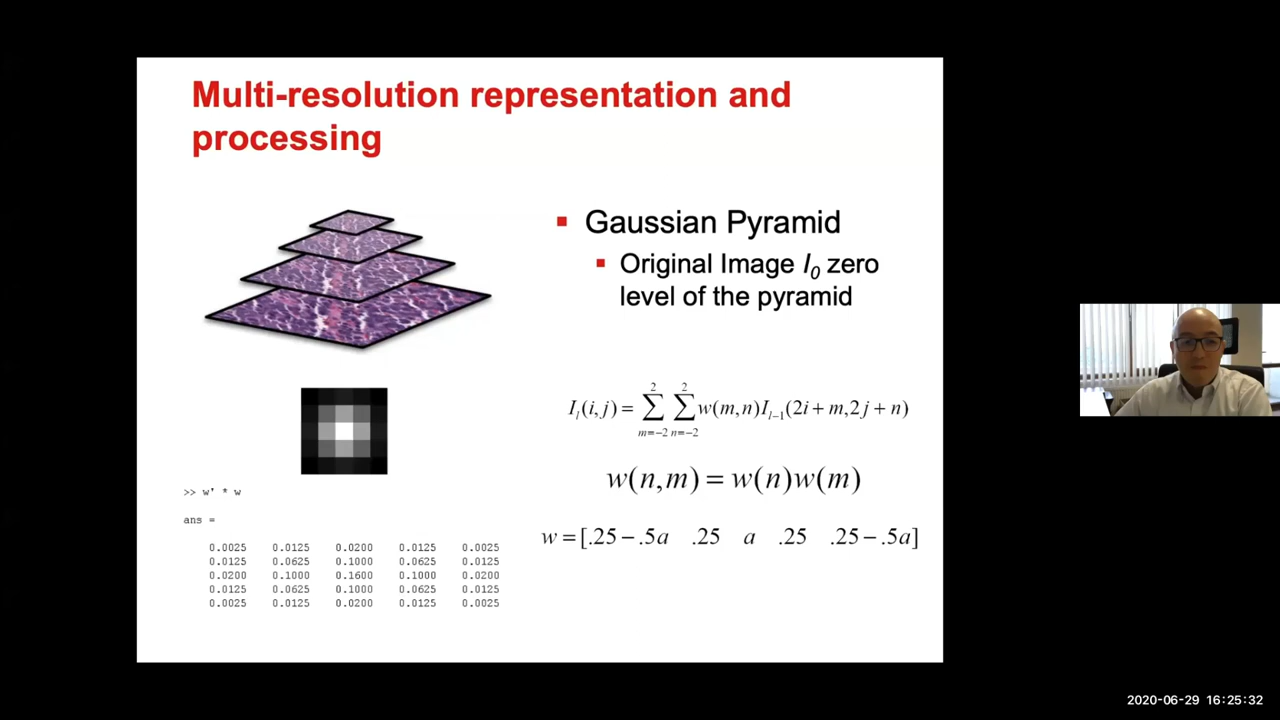 Multi-resolution representation and
processing
▪ Gaussian Pyramid
▪ Original Image I₀ zero
level of the pyramid
I_l(i,j) = ∑_{m=-2}^{2} ∑_{n=-2}^{2} w(m,n)I_{l-1}(2i+m,2j+n)
w(n,m) = w(n)w(m)
w = [.25−.5a .25 a .25 .25−.5a]
>> w' * w
ans =
0.0025 0.0125 0.0200 0.0125 0.0025
0.0125 0.0625 0.1000 0.0625 0.0125
0.0200 0.1000 0.1600 0.1000 0.0200
0.0125 0.0625 0.1000 0.0625 0.0125
0.0025 0.0125 0.0200 0.0125 0.0025
2020-06-29 16:25:32